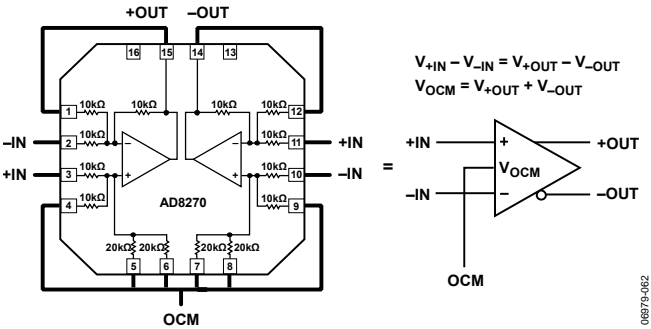 +OUT –OUT
16 15 14 13
1 10kΩ 10kΩ 10kΩ 10kΩ 12
–IN 2 10kΩ – – 10kΩ 11 +IN
+IN 3 10kΩ + + 10kΩ 10 –IN
4 10kΩ AD8270 10kΩ 9
20kΩ 20kΩ 20kΩ 20kΩ
5 6 7 8
OCM
=
V+IN – V–IN = V+OUT – V–OUT
VOCM = V+OUT + V–OUT
+IN + +OUT
VOCM
–IN – –OUT
OCM
06979-062